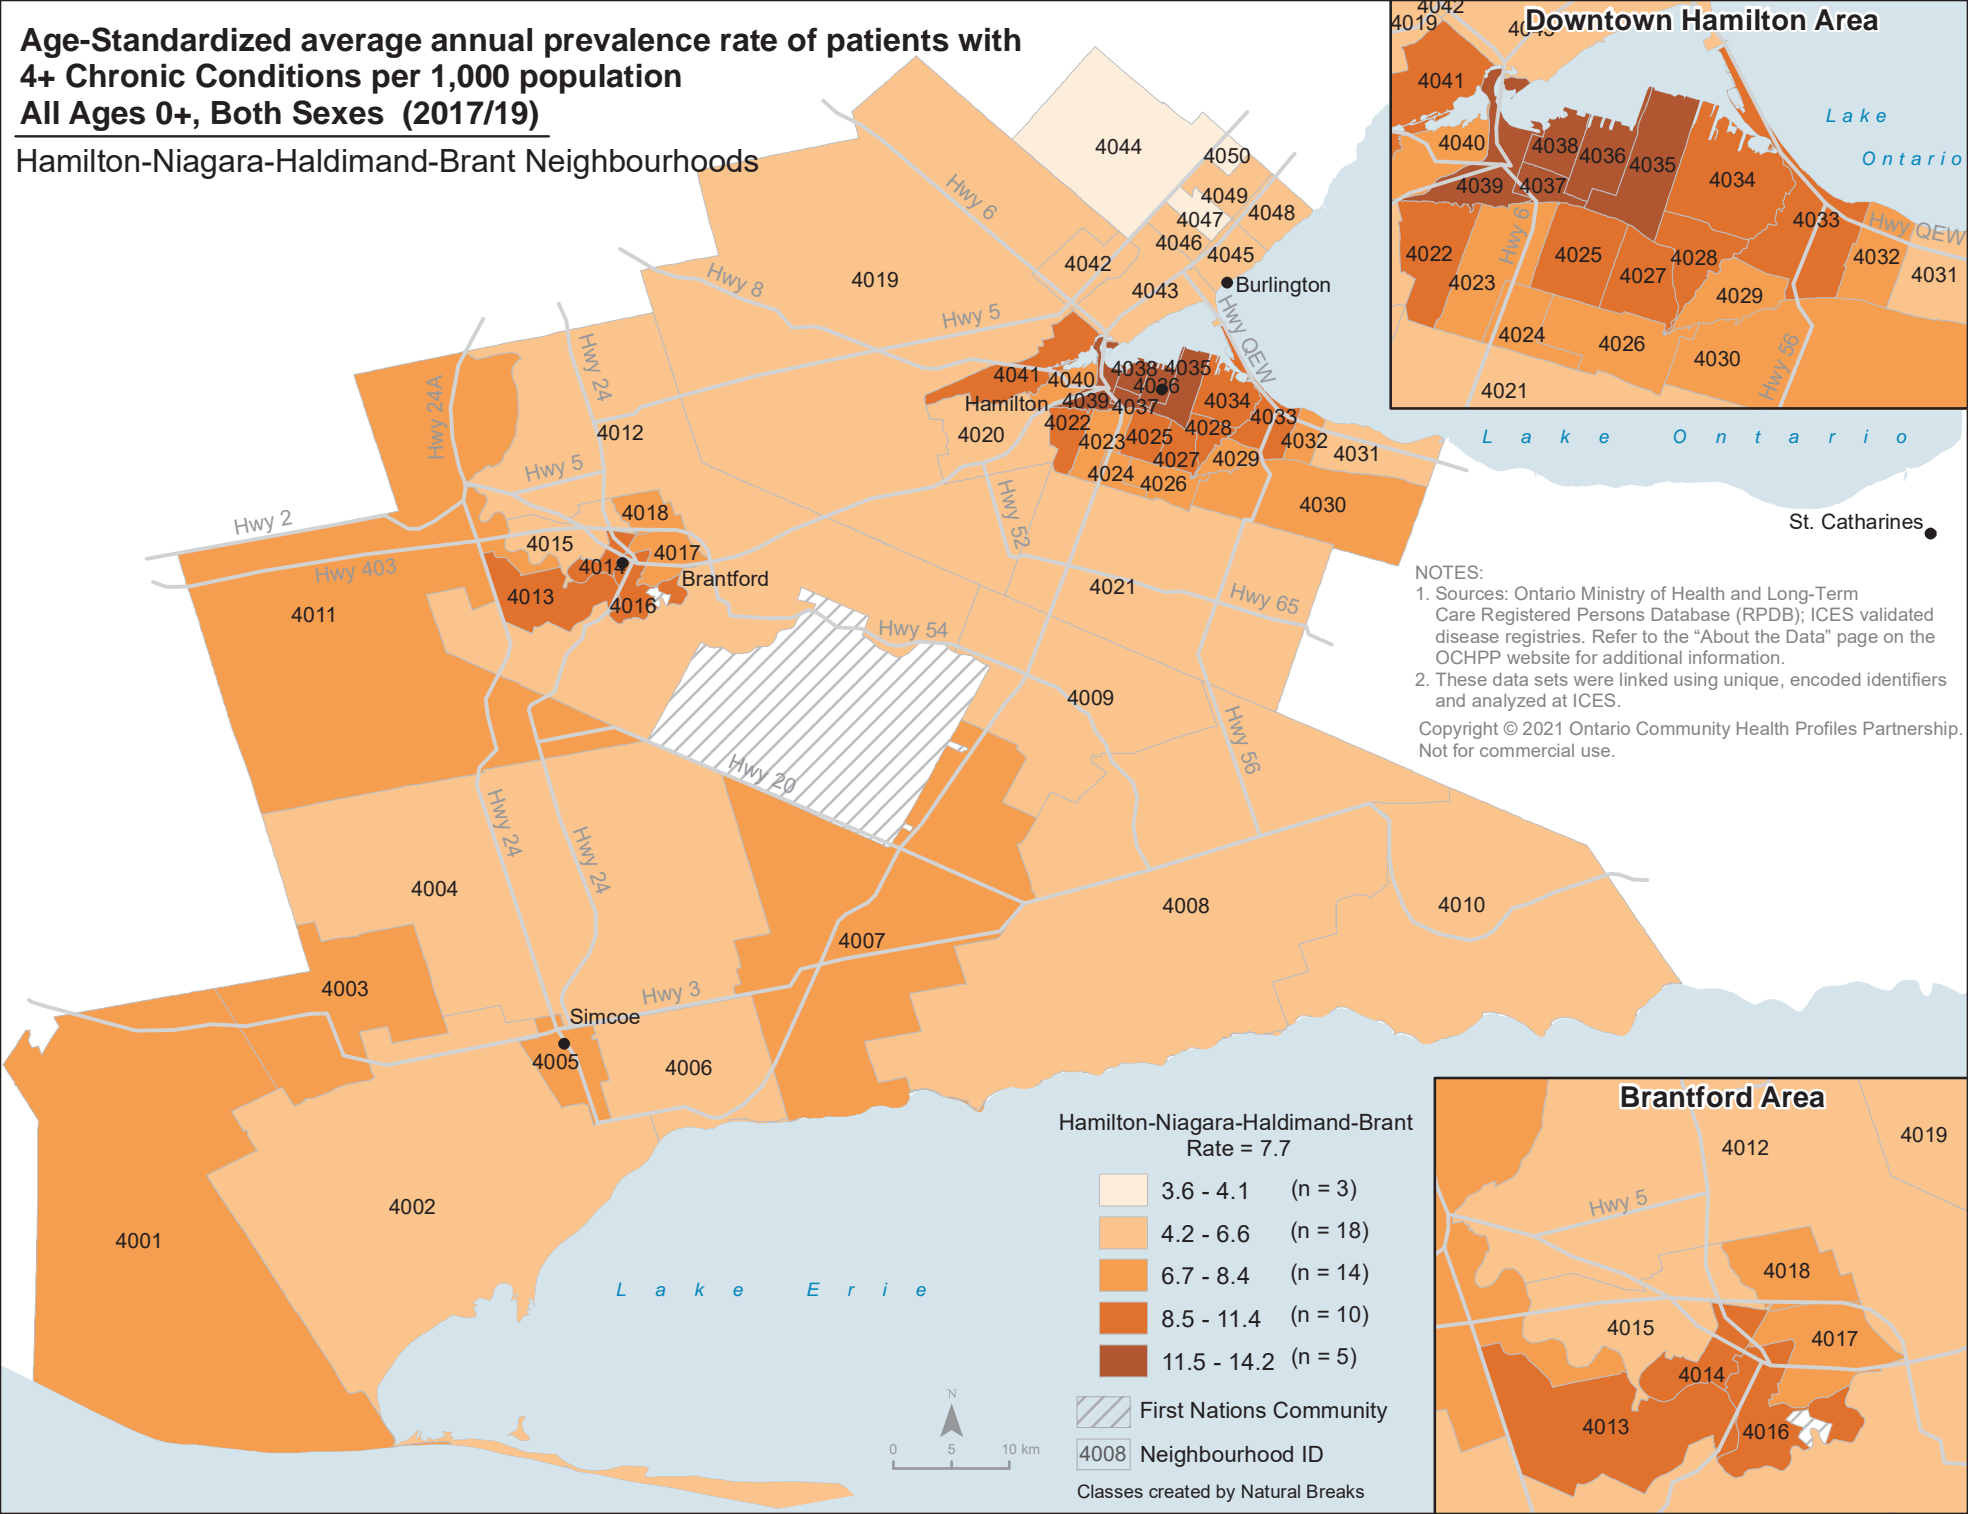 Age-Standardized average annual prevalence rate of patients with
4+ Chronic Conditions per 1,000 population
All Ages 0+, Both Sexes (2017/19)
Hamilton-Niagara-Haldimand-Brant Neighbourhoods
4044
4050
4049
4048
4047
4046
4045
4042
4043
4019
Burlington
Hwy 6
Hwy 8
Hwy 5
Hwy QEW
Hwy 24A
Hwy 24
4012
Hwy 5
4041
4040
4038
4035
4036
Hamilton
4039
4037
4034
4033
4020
4022
4023
4025
4028
4032
4031
4027
4029
4024
4026
4030
Hwy 2
Hwy 403
4018
4015
4017
4014
Brantford
4013
4016
4011
Hwy 52
4021
Hwy 65
Hwy 54
4009
Hwy 56
Hwy 20
Hwy 24
Hwy 24
4004
4008
4010
4007
4003
Hwy 3
Simcoe
4005
4006
4002
4001
Lake Erie
Lake Ontario
St. Catharines
Downtown Hamilton Area
4042
4019
4043
4041
4040
4038
4036
4035
4034
4039
4037
4033
Lake
Ontario
Hwy QEW
Hwy 6
4022
4023
4025
4028
4027
4032
4031
4029
4024
4026
4030
Hwy 56
4021
NOTES:
1. Sources: Ontario Ministry of Health and Long-Term
Care Registered Persons Database (RPDB); ICES validated
disease registries. Refer to the “About the Data” page on the
OCHPP website for additional information.
2. These data sets were linked using unique, encoded identifiers
and analyzed at ICES.
Copyright © 2021 Ontario Community Health Profiles Partnership.
Not for commercial use.
Hamilton-Niagara-Haldimand-Brant
Rate = 7.7
3.6 - 4.1 (n = 3)
4.2 - 6.6 (n = 18)
6.7 - 8.4 (n = 14)
8.5 - 11.4 (n = 10)
11.5 - 14.2 (n = 5)
First Nations Community
4008 Neighbourhood ID
Classes created by Natural Breaks
N
0 5 10 km
Brantford Area
4012
4019
Hwy 5
4018
4015
4017
4014
4013
4016